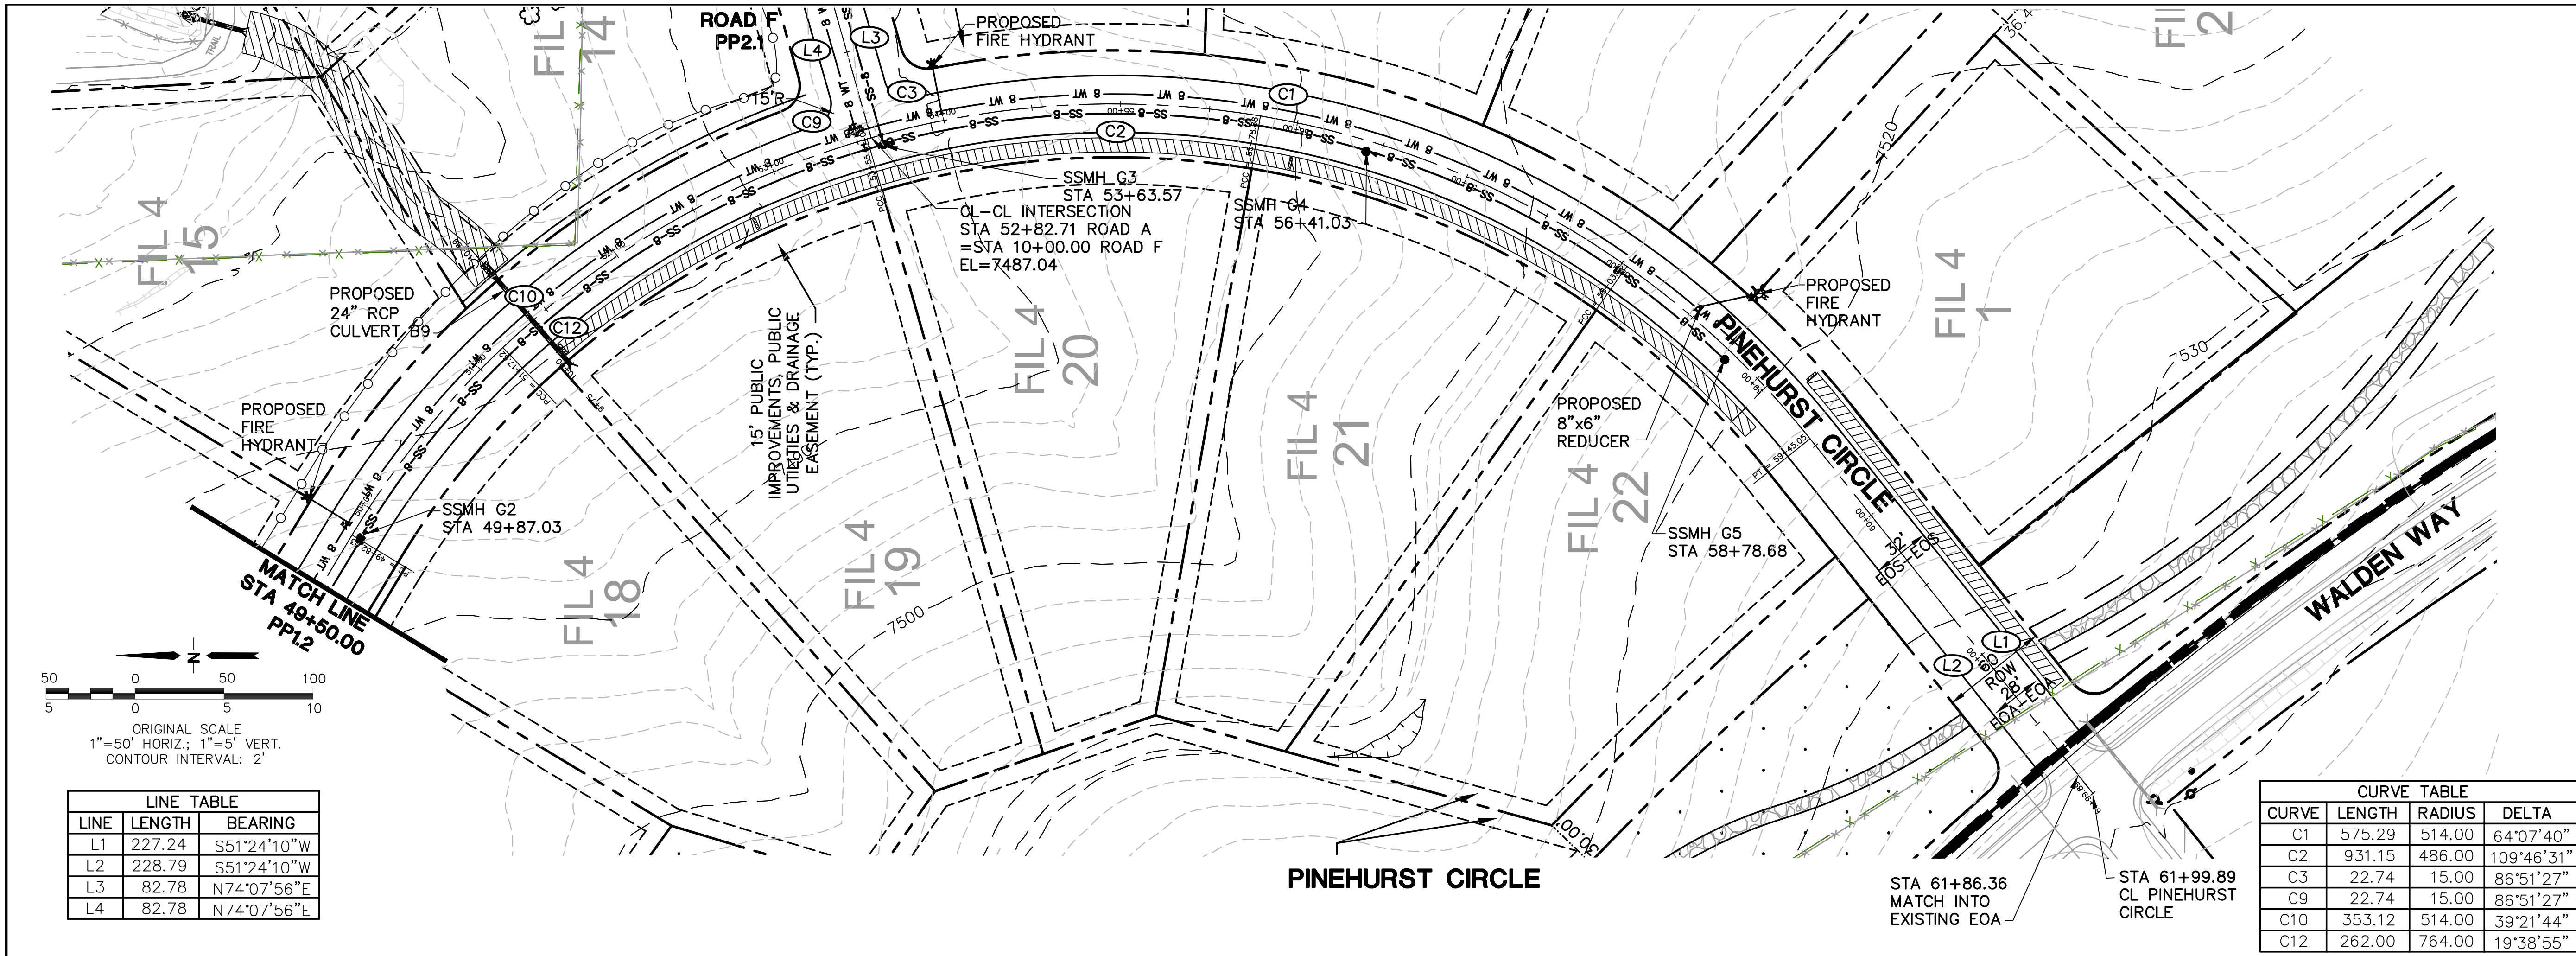 ROAD F
PP2.1
PROPOSED
FIRE HYDRANT
FIL 4
14
TRAIL
L4
L3
C3
C9
15'R
C1
C2
7520
FIL 4
15
SSMH G3
STA 53+63.57
CL-CL INTERSECTION
STA 52+82.71 ROAD A
=STA 10+00.00 ROAD F
EL=7487.04
SSMH G4
STA 56+41.03
PROPOSED
24" RCP
CULVERT B9
C10
C12
PROPOSED
FIRE
HYDRANT
15' PUBLIC
IMPROVEMENTS, PUBLIC
UTILITIES & DRAINAGE
EASEMENT (TYP.)
FIL 4
20
FIL 4
21
FIL 4
22
FIL 4
1
PROPOSED
FIRE
HYDRANT
PINEHURST CIRCLE
7530
PROPOSED
8"x6"
REDUCER
PT = 59+45.05
SSMH G5
STA 58+78.68
SSMH G2
STA 49+87.03
MATCH LINE
STA 49+50.00
PP1.2
FIL 4
18
FIL 4
19
7500
32'
EOS-EOS
WALDEN WAY
L1
L2
ROW
28'
EOA-EOA
N
50 0 50 100
5 0 5 10
ORIGINAL SCALE
1"=50' HORIZ.; 1"=5' VERT.
CONTOUR INTERVAL: 2'
LINE TABLE
LINE LENGTH BEARING
L1 227.24 S51°24'10"W
L2 228.79 S51°24'10"W
L3 82.78 N74°07'56"E
L4 82.78 N74°07'56"E
30.00'
PINEHURST CIRCLE
STA 61+86.36
MATCH INTO
EXISTING EOA
STA 61+99.89
CL PINEHURST
CIRCLE
CURVE TABLE
CURVE LENGTH RADIUS DELTA
C1 575.29 514.00 64°07'40"
C2 931.15 486.00 109°46'31"
C3 22.74 15.00 86°51'27"
C9 22.74 15.00 86°51'27"
C10 353.12 514.00 39°21'44"
C12 262.00 764.00 19°38'55"